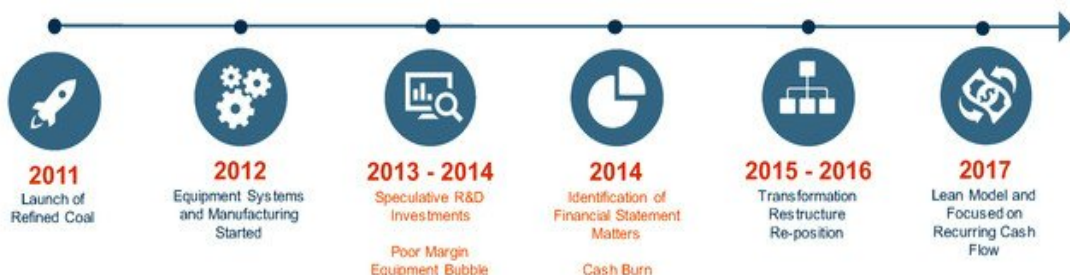 2011
Launch of
Refined Coal
2012
Equipment Systems
and Manufacturing
Started
2013 - 2014
Speculative R&D
Investments
Poor Margin
Equipment Bubble
2014
Identification of
Financial Statement
Matters
Cash Burn
2015 - 2016
Transformation
Restructure
Re-position
2017
Lean Model and
Focused on
Recurring Cash
Flow